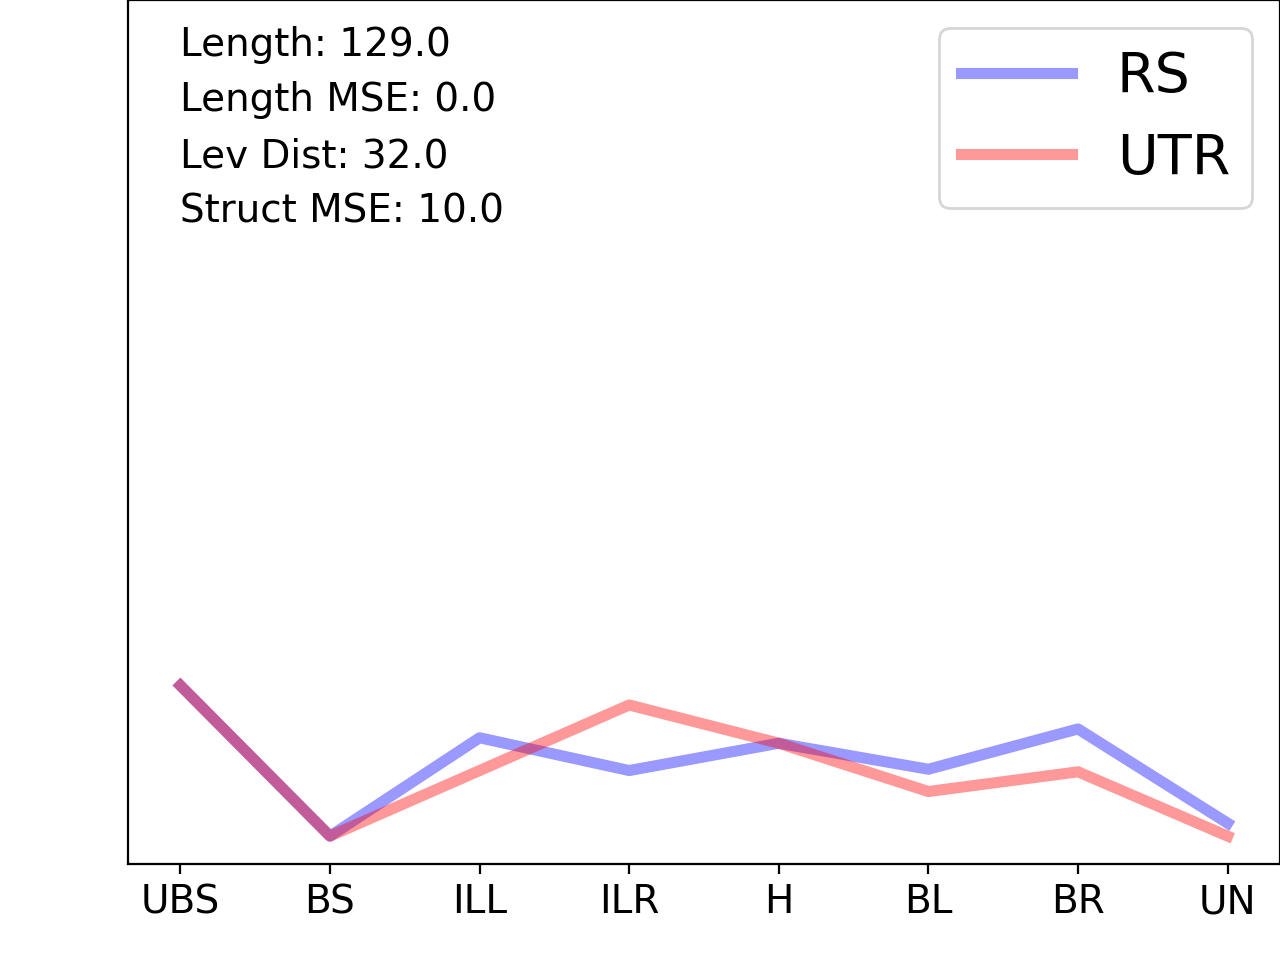 Length: 129.0
Length MSE: 0.0
Lev Dist: 32.0
Struct MSE: 10.0
RS
UTR
UBS BS ILL ILR H BL BR UN